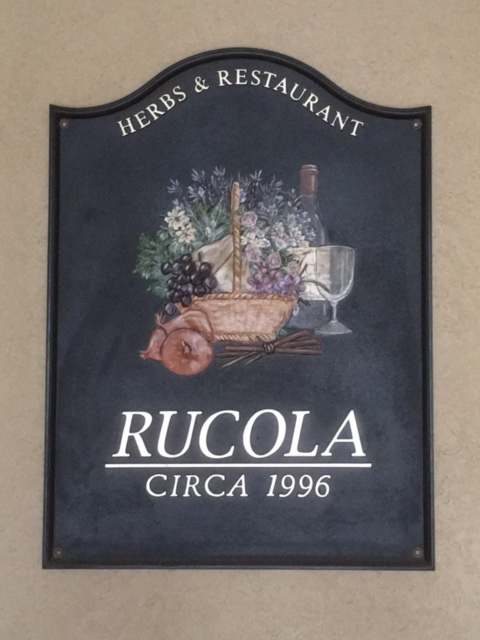 HERBS & RESTAURANT
RUCOLA
CIRCA 1996